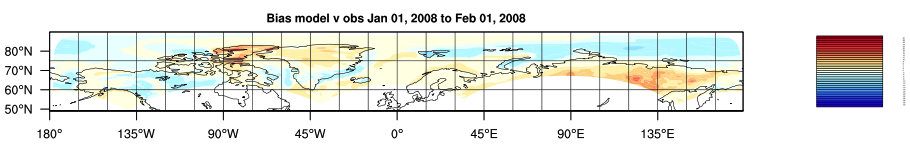 Bias model v obs Jan 01, 2008 to Feb 01, 2008
80°N
70°N
60°N
50°N
180° 135°W 90°W 45°W 0° 45°E 90°E 135°E